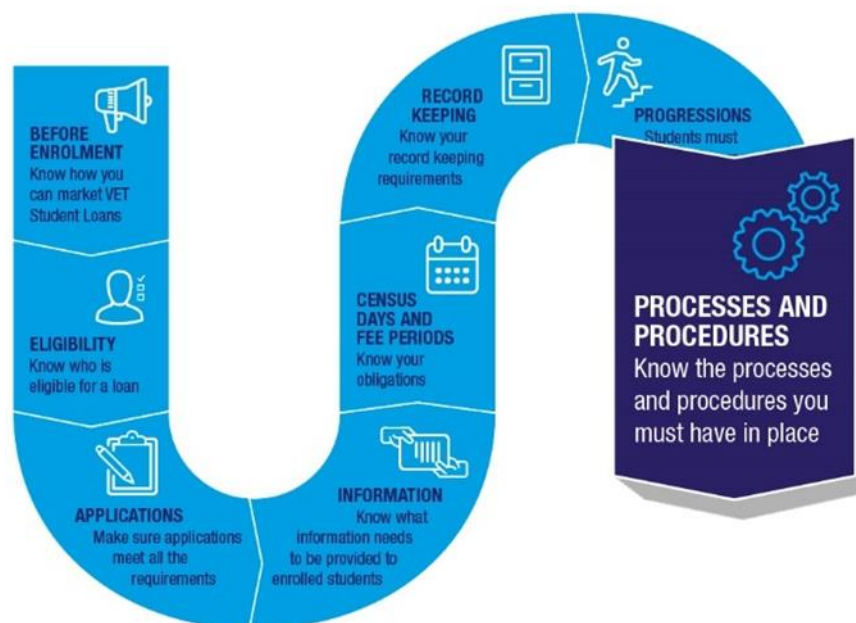 BEFORE
ENROLMENT
Know how you
can market VET
Student Loans
ELIGIBILITY
Know who is
eligible for a loan
APPLICATIONS
Make sure applications
meet all the
requirements
INFORMATION
Know what
information needs
to be provided to
enrolled students
CENSUS
DAYS AND
FEE PERIODS
Know your
obligations
RECORD
KEEPING
Know your
record keeping
requirements
PROGRESSIONS
Students must
PROCESSES AND
PROCEDURES
Know the processes
and procedures you
must have in place